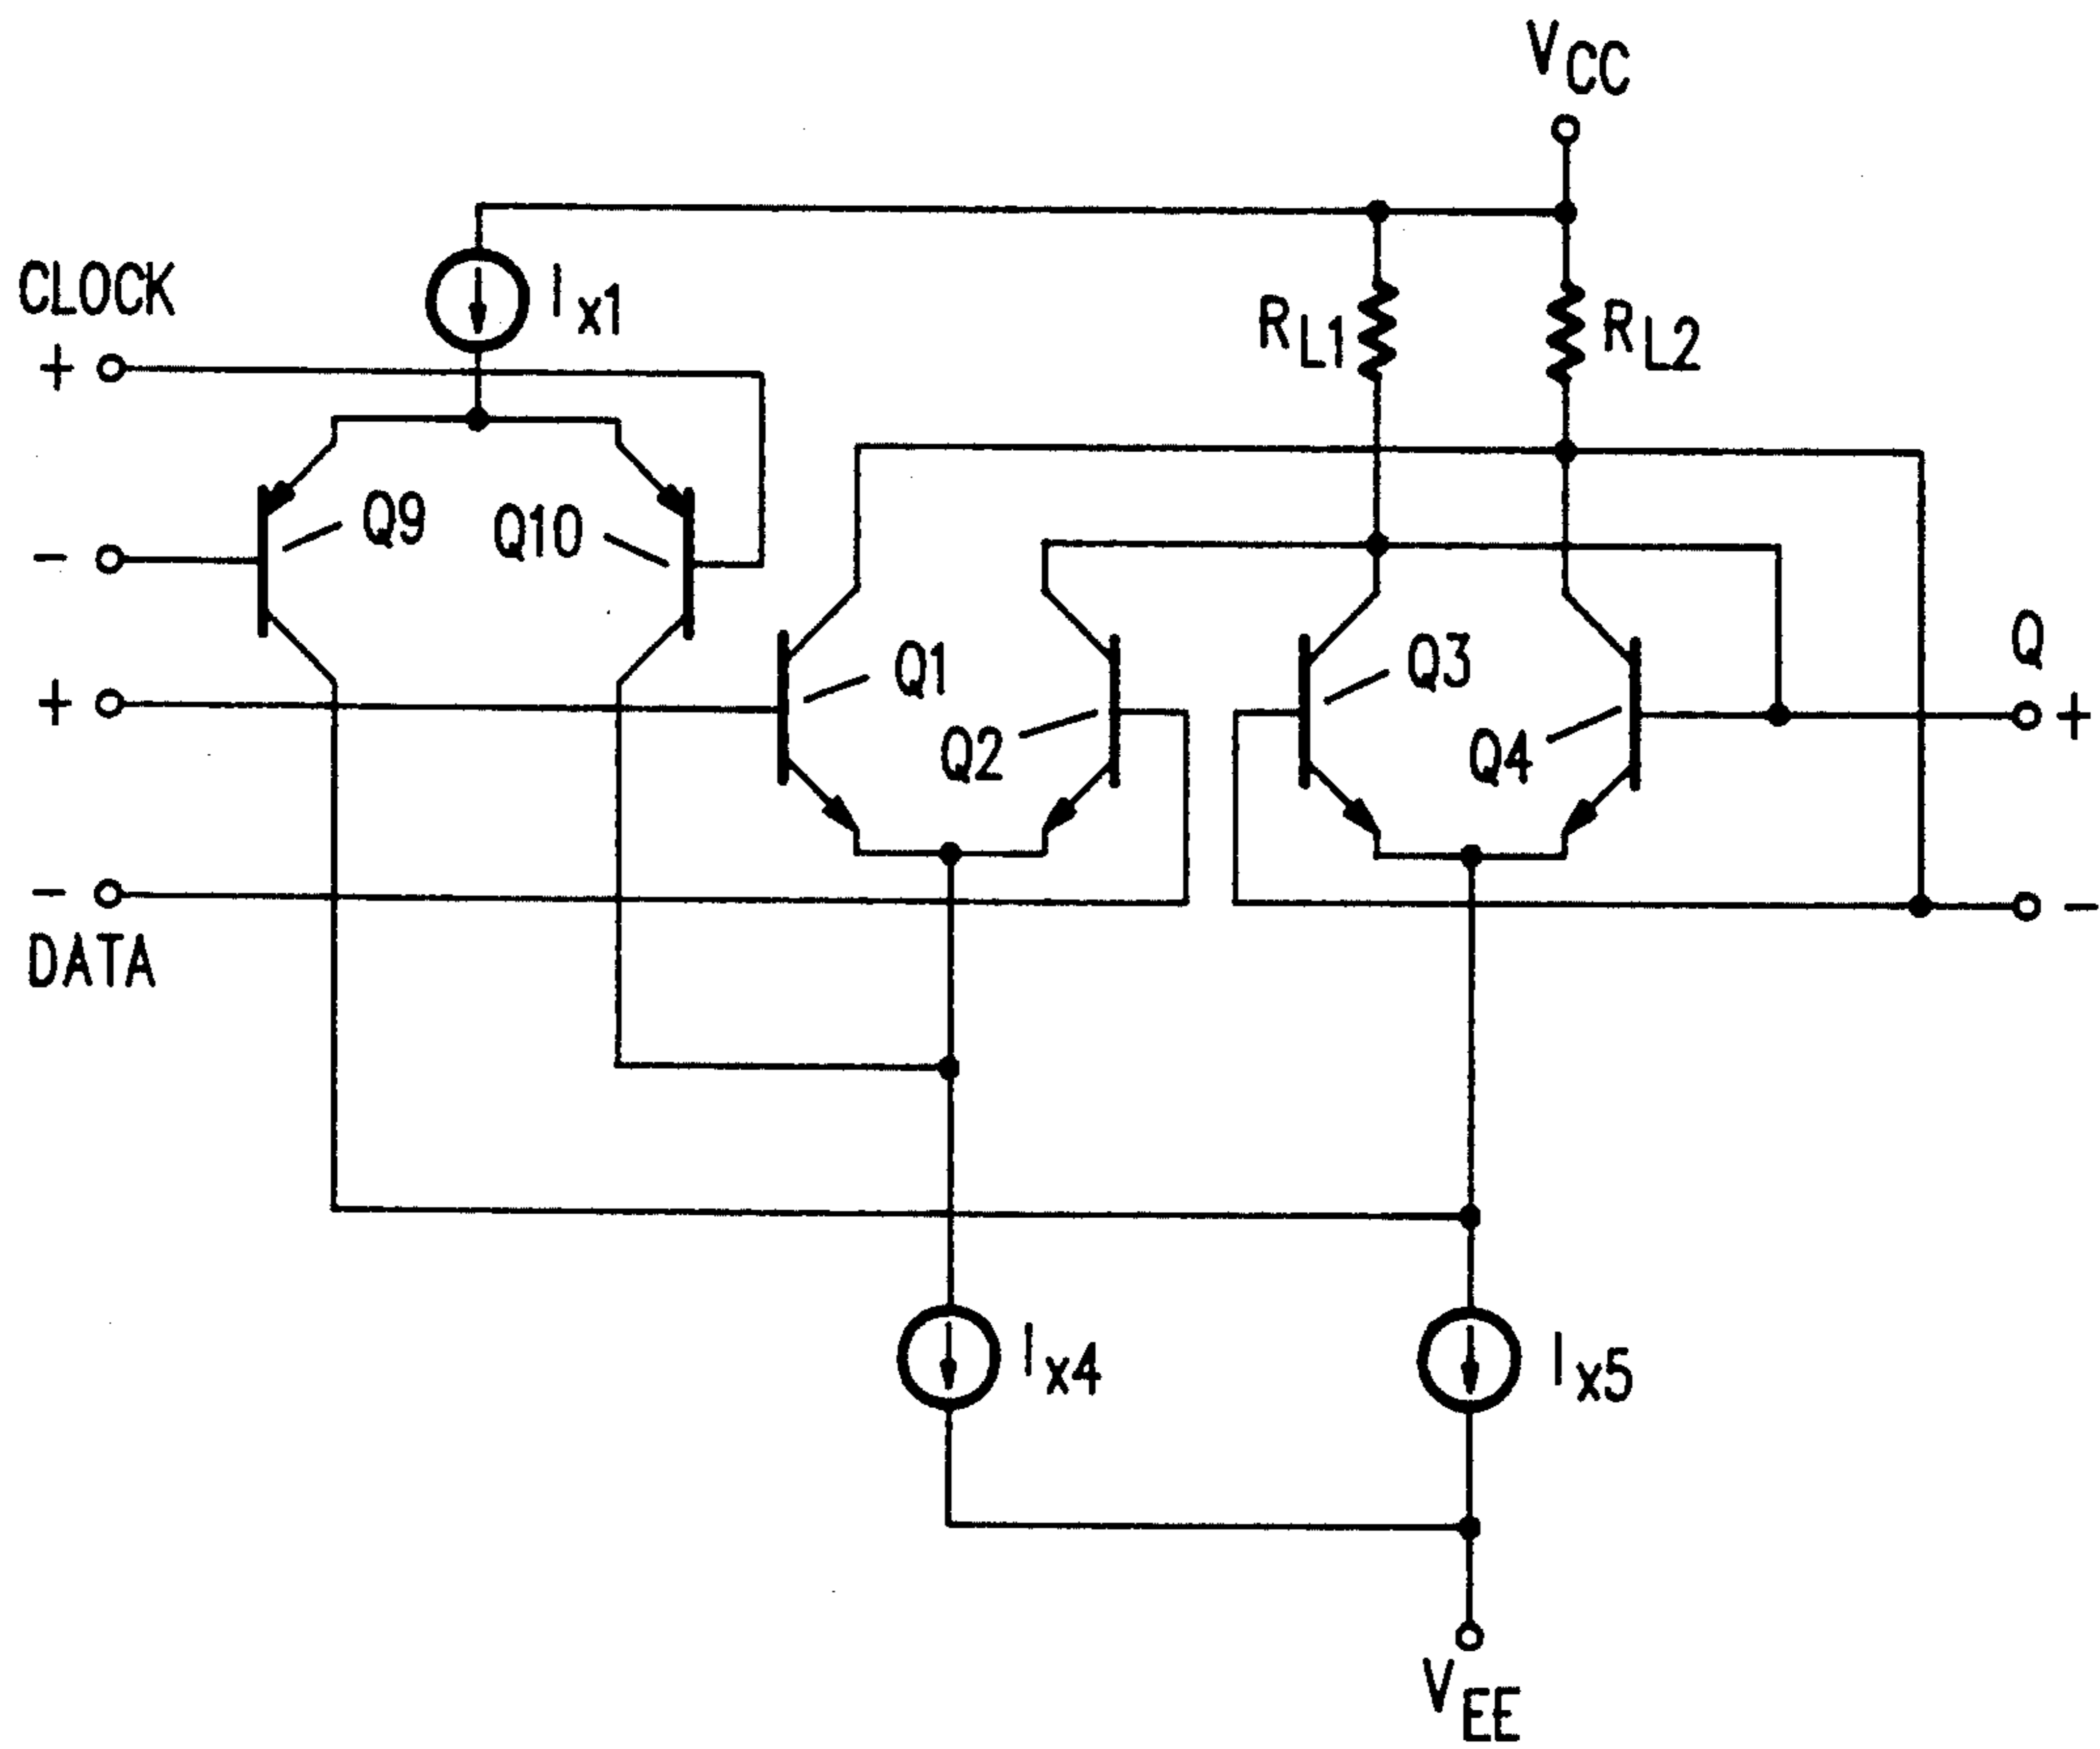 VCC
CLOCK
Ix1
+
RL1
RL2
Q9
Q10
-
Q
+
Q1
Q3
+
Q2
Q4
-
-
DATA
Ix4
Ix5
VEE